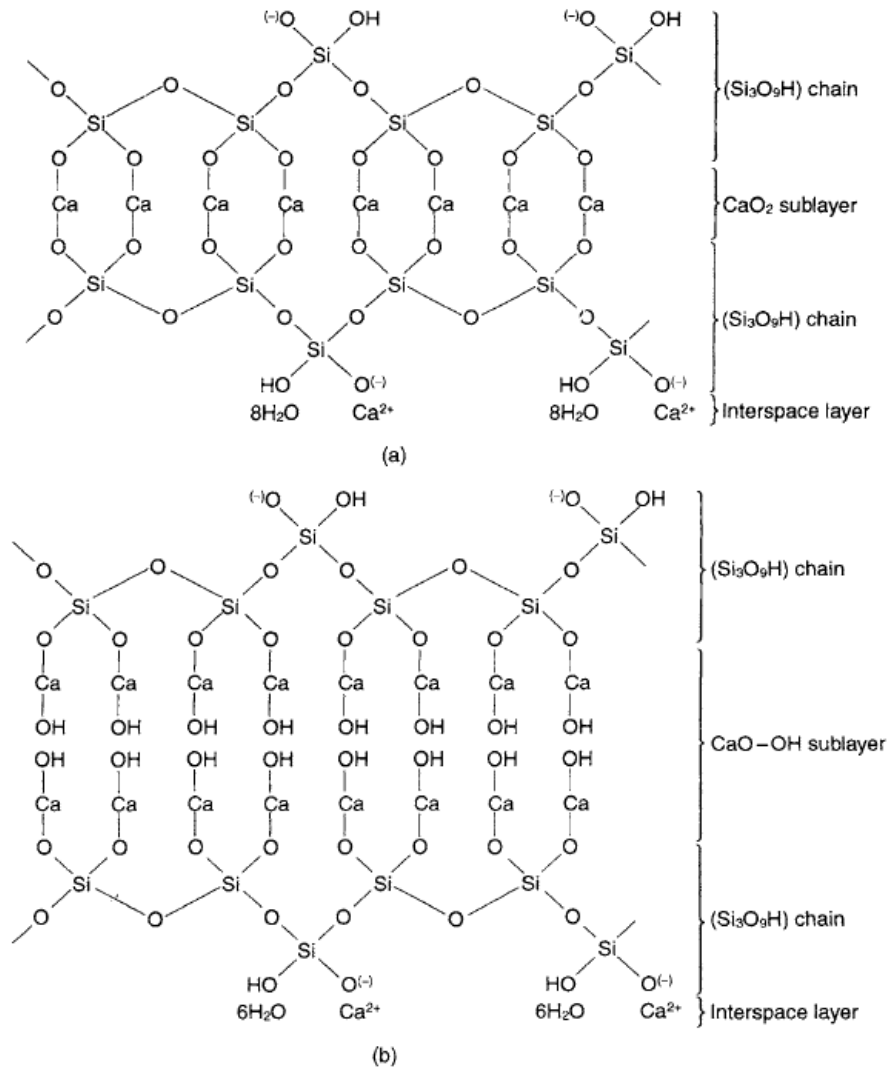 (–)O OH (–)O OH
Si Si
O O O O O O (Si₃O₉H) chain
Si Si Si Si
O O O O O O O O
Ca Ca Ca Ca Ca Ca Ca Ca CaO₂ sublayer
O O O O O O O O
Si Si Si Si
O O O O O O (Si₃O₉H) chain
Si Si
HO O(–) HO O(–)
8H₂O Ca²⁺ 8H₂O Ca²⁺ Interspace layer
(a)
(–)O OH (–)O OH
Si Si
O O O O O O (Si₃O₉H) chain
Si Si Si Si
O O O O O O O O
Ca Ca Ca Ca Ca Ca Ca Ca
OH OH OH OH OH OH OH OH
CaO–OH sublayer
OH OH OH OH OH OH OH OH
Ca Ca Ca Ca Ca Ca Ca Ca
O O O O O O O O
Si Si Si Si
O O O O O O (Si₃O₉H) chain
Si Si
HO O(–) HO O(–)
6H₂O Ca²⁺ 6H₂O Ca²⁺ Interspace layer
(b)